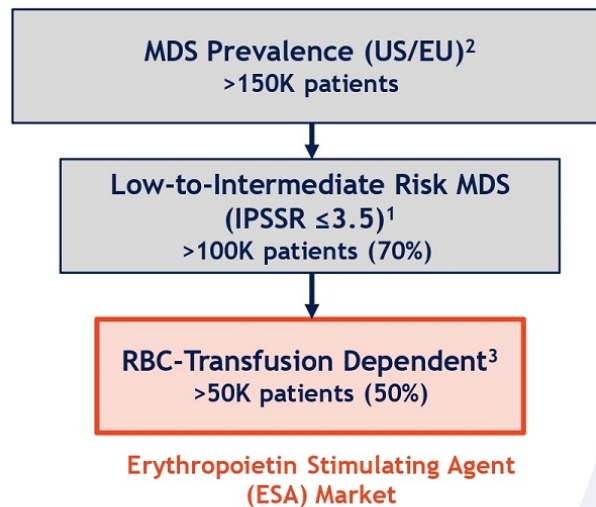 MDS Prevalence (US/EU)²
>150K patients
Low-to-Intermediate Risk MDS
(IPSSR ≤3.5)¹
>100K patients (70%)
RBC-Transfusion Dependent³
>50K patients (50%)
Erythropoietin Stimulating Agent
(ESA) Market